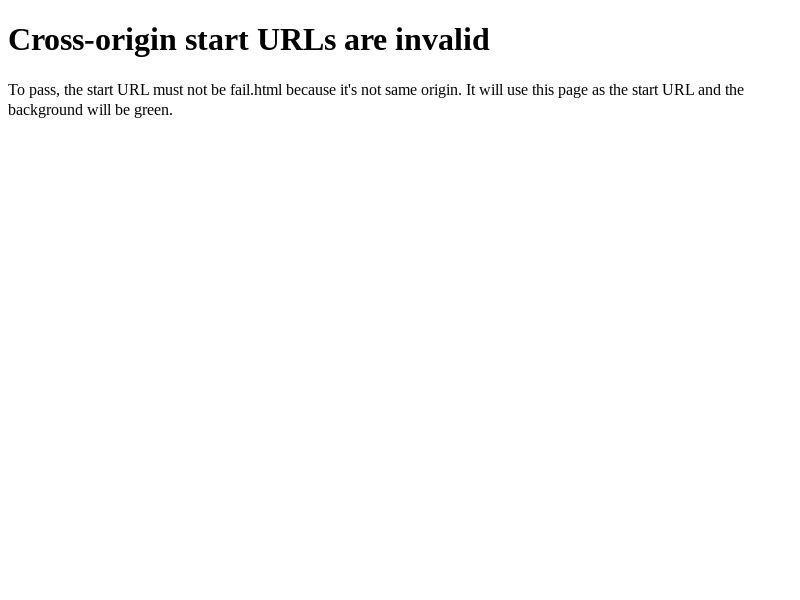 Cross-origin start URLs are invalid
To pass, the start URL must not be fail.html because it's not same origin. It will use this page as the start URL and the
background will be green.